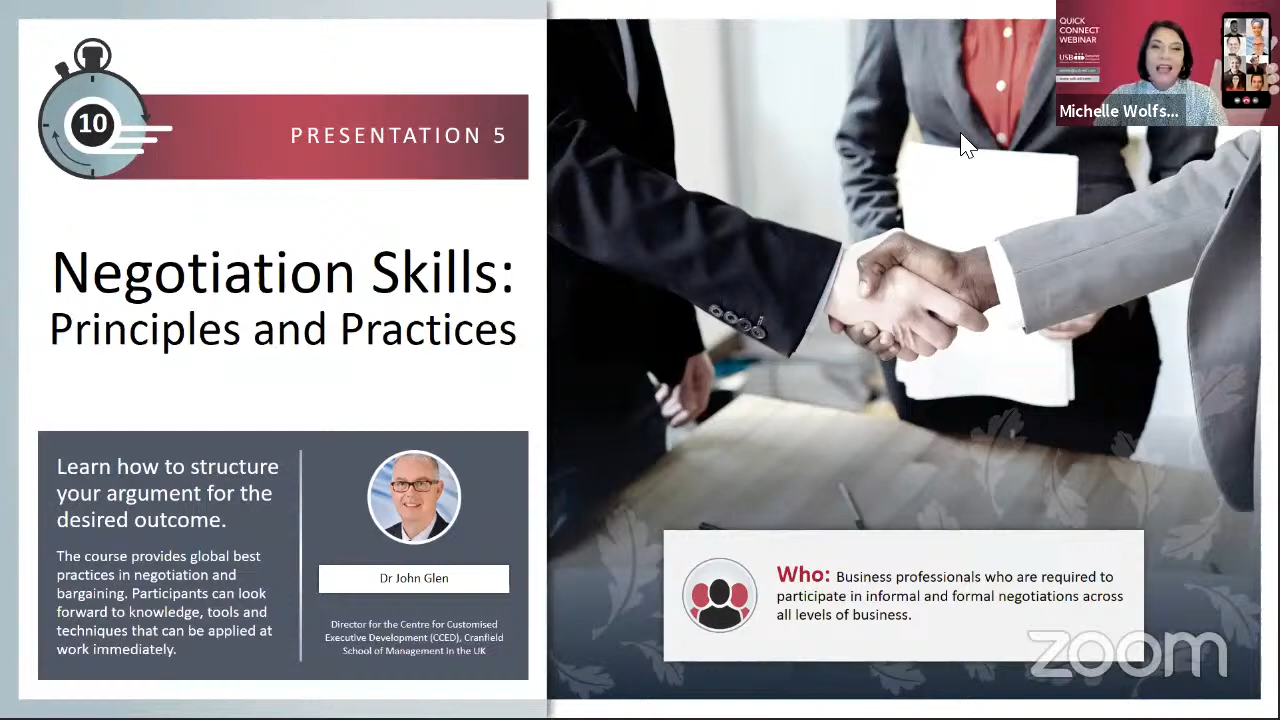 10
PRESENTATION 5
Negotiation Skills:
Principles and Practices
Learn how to structure
your argument for the
desired outcome.
The course provides global best
practices in negotiation and
bargaining. Participants can look
forward to knowledge, tools and
techniques that can be applied at
work immediately.
Dr John Glen
Director for the Centre for Customised
Executive Development (CCED), Cranfield
School of Management in the UK
QUICK
CONNECT
WEBINAR
USB
Michelle Wolfs...
Who: Business professionals who are required to
participate in informal and formal negotiations across
all levels of business.
zoom